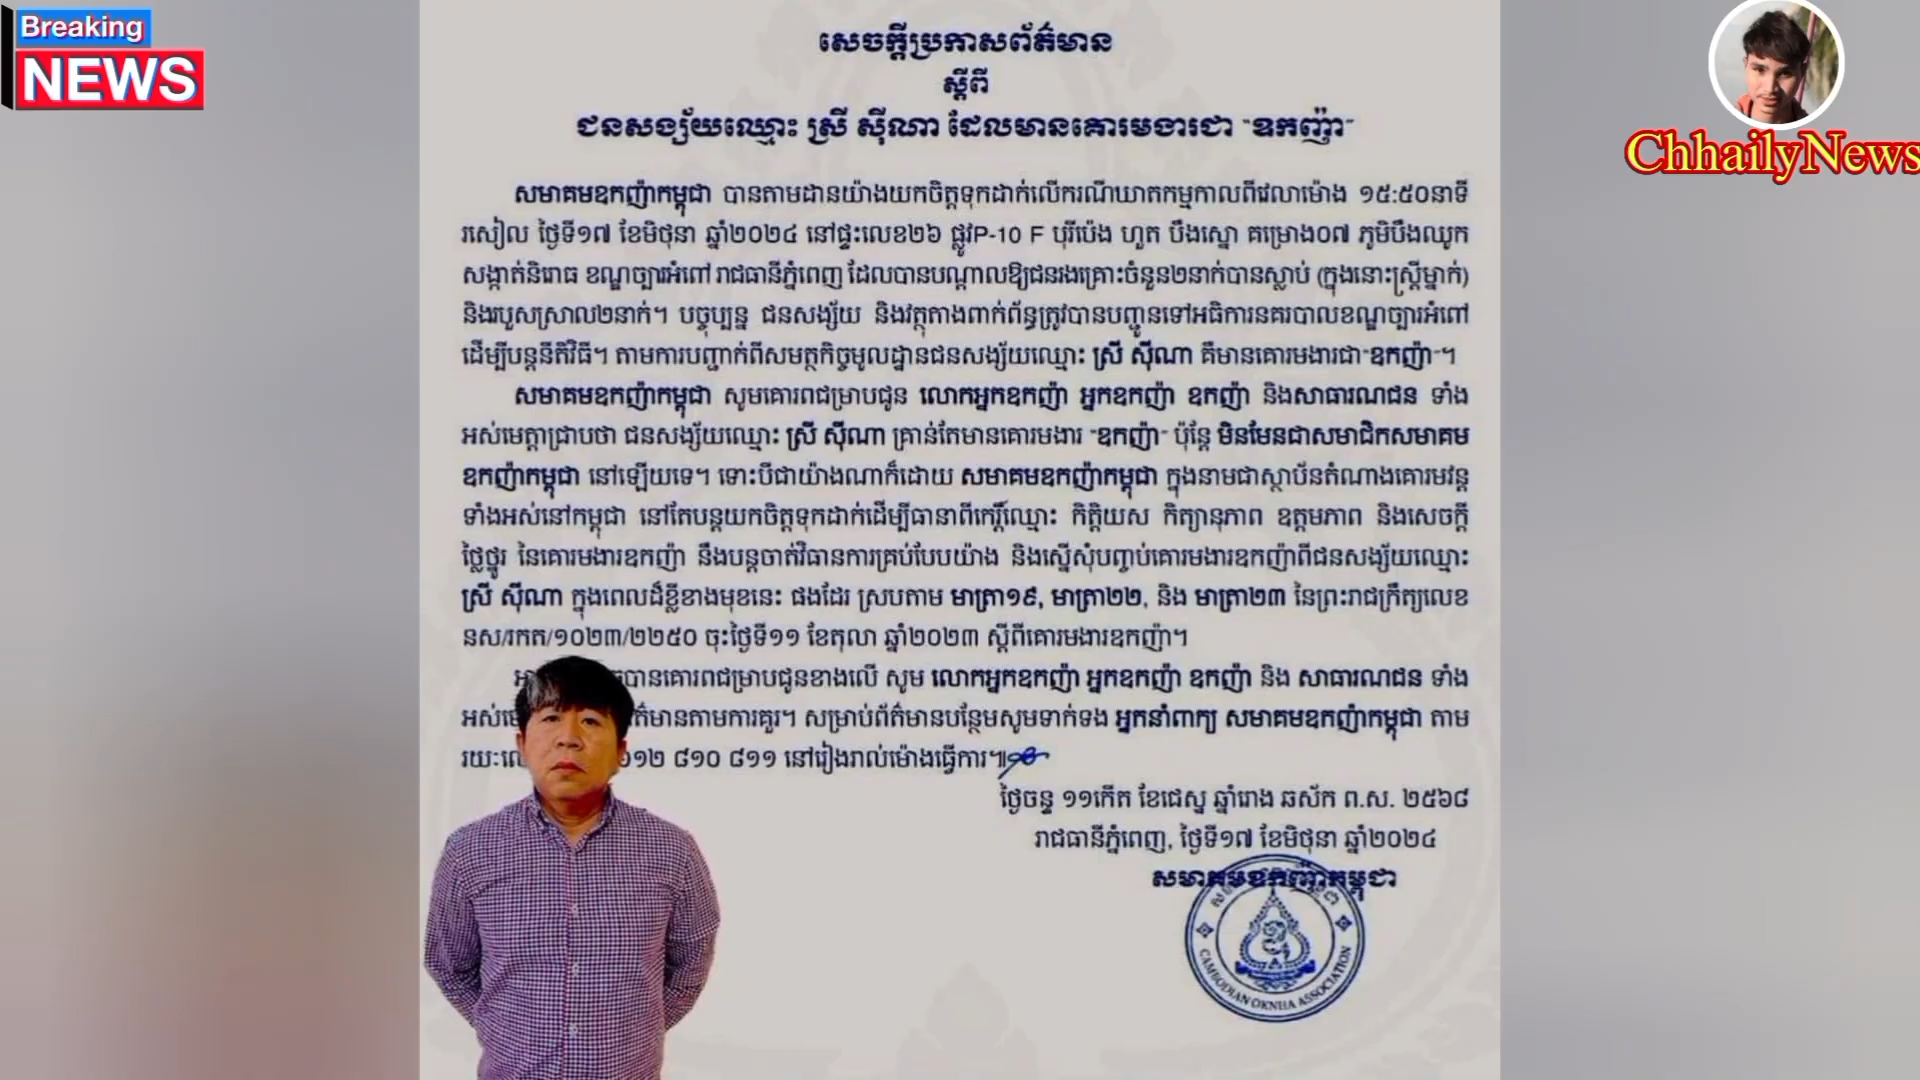 Breaking
NEWS
ChhailyNews
សេចក្តីប្រកាសព័ត៌មាន
ស្តីពី
ជនសង្ស័យឈ្មោះ ស្រី ស៊ីណា ដែលមានគោរមងារជា “ឧកញ៉ា”
សមាគមឧកញ៉ាកម្ពុជា បានតាមដានយ៉ាងយកចិត្តទុកដាក់លើករណីឃាតកម្មកាលពីវេលាម៉ោង ១៥:៥០នាទី
រសៀល ថ្ងៃទី១៧ ខែមិថុនា ឆ្នាំ២០២៤ នៅផ្ទះលេខ២៦ ផ្លូវP-10 F បុរីប៉េង ហួត បឹងស្នោ គម្រោង០៧ ភូមិបឹងឈូក
សង្កាត់និរោធ ខណ្ឌច្បារអំពៅ រាជធានីភ្នំពេញ ដែលបានបណ្តាលឱ្យជនរងគ្រោះចំនួន២នាក់បានស្លាប់ (ក្នុងនោះស្ត្រីម្នាក់)
និងរបួសស្រាល២នាក់។ បច្ចុប្បន្ន ជនសង្ស័យ និងវត្ថុតាងពាក់ព័ន្ធត្រូវបានបញ្ជូនទៅអធិការនគរបាលខណ្ឌច្បារអំពៅ
ដើម្បីបន្តនីតិវិធី។ តាមការបញ្ជាក់ពីសមត្ថកិច្ចមូលដ្ឋានជនសង្ស័យឈ្មោះ ស្រី ស៊ីណា គឺមានគោរមងារជា“ឧកញ៉ា”។
សមាគមឧកញ៉ាកម្ពុជា សូមគោរពជម្រាបជូន លោកអ្នកឧកញ៉ា អ្នកឧកញ៉ា ឧកញ៉ា និងសាធារណជន ទាំង
អស់មេត្តាជ្រាបថា ជនសង្ស័យឈ្មោះ ស្រី ស៊ីណា គ្រាន់តែមានគោរមងារ “ឧកញ៉ា” ប៉ុន្តែ មិនមែនជាសមាជិកសមាគម
ឧកញ៉ាកម្ពុជា នៅឡើយទេ។ ទោះបីជាយ៉ាងណាក៏ដោយ សមាគមឧកញ៉ាកម្ពុជា ក្នុងនាមជាស្ថាប័នតំណាងគោរមវន្ត
ទាំងអស់នៅកម្ពុជា នៅតែបន្តយកចិត្តទុកដាក់ដើម្បីធានាពីកេរ្តិ៍ឈ្មោះ កិត្តិយស កិត្យានុភាព ឧត្តមភាព និងសេចក្តី
ថ្លៃថ្នូរ នៃគោរមងារឧកញ៉ា នឹងបន្តចាត់វិធានការគ្រប់បែបយ៉ាង និងស្នើសុំបញ្ចប់គោរមងារឧកញ៉ាពីជនសង្ស័យឈ្មោះ
ស្រី ស៊ីណា ក្នុងពេលដ៏ខ្លីខាងមុខនេះ ផងដែរ ស្របតាម មាត្រា១៩, មាត្រា២២, និង មាត្រា២៣ នៃព្រះរាជក្រឹត្យលេខ
នស/រកត/១០២៣/២២៥០ ចុះថ្ងៃទី១១ ខែតុលា ឆ្នាំ២០២៣ ស្តីពីគោរមងារឧកញ៉ា។
បានគោរពជម្រាបជូនខាងលើ សូម លោកអ្នកឧកញ៉ា អ្នកឧកញ៉ា ឧកញ៉ា និង សាធារណជន ទាំង
តាមការគួរ។ សម្រាប់ព័ត៌មានបន្ថែមសូមទាក់ទង អ្នកនាំពាក្យ សមាគមឧកញ៉ាកម្ពុជា តាម
៨១០ ៨១១ នៅរៀងរាល់ម៉ោងធ្វើការ៕
ថ្ងៃចន្ទ ១១កើត ខែជេស្ឋ ឆ្នាំរោង ឆស័ក ព.ស. ២៥៦៨
រាជធានីភ្នំពេញ, ថ្ងៃទី១៧ ខែមិថុនា ឆ្នាំ២០២៤
សមាគមឧកញ៉ាកម្ពុជា
CAMBODIAN OKNHA ASSOCIATION